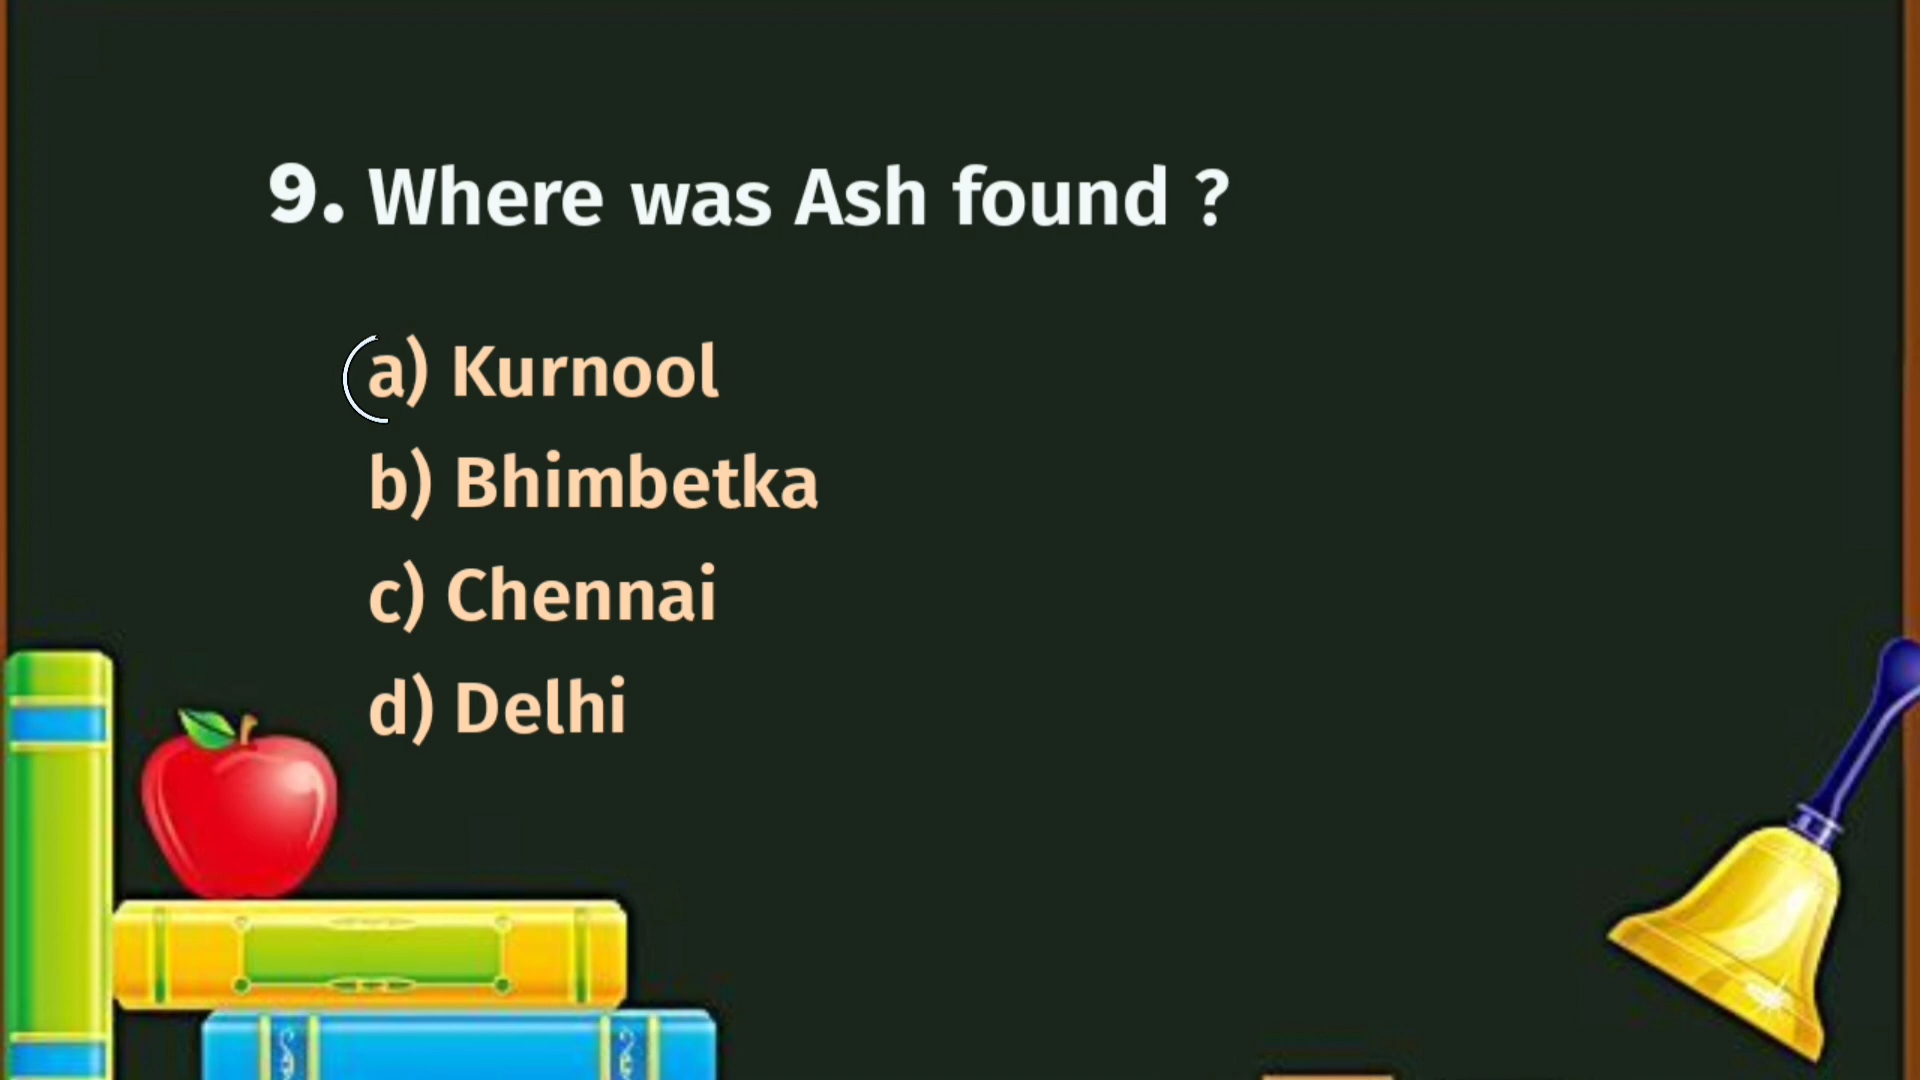 9. Where was Ash found ?
a) Kurnool
b) Bhimbetka
c) Chennai
d) Delhi